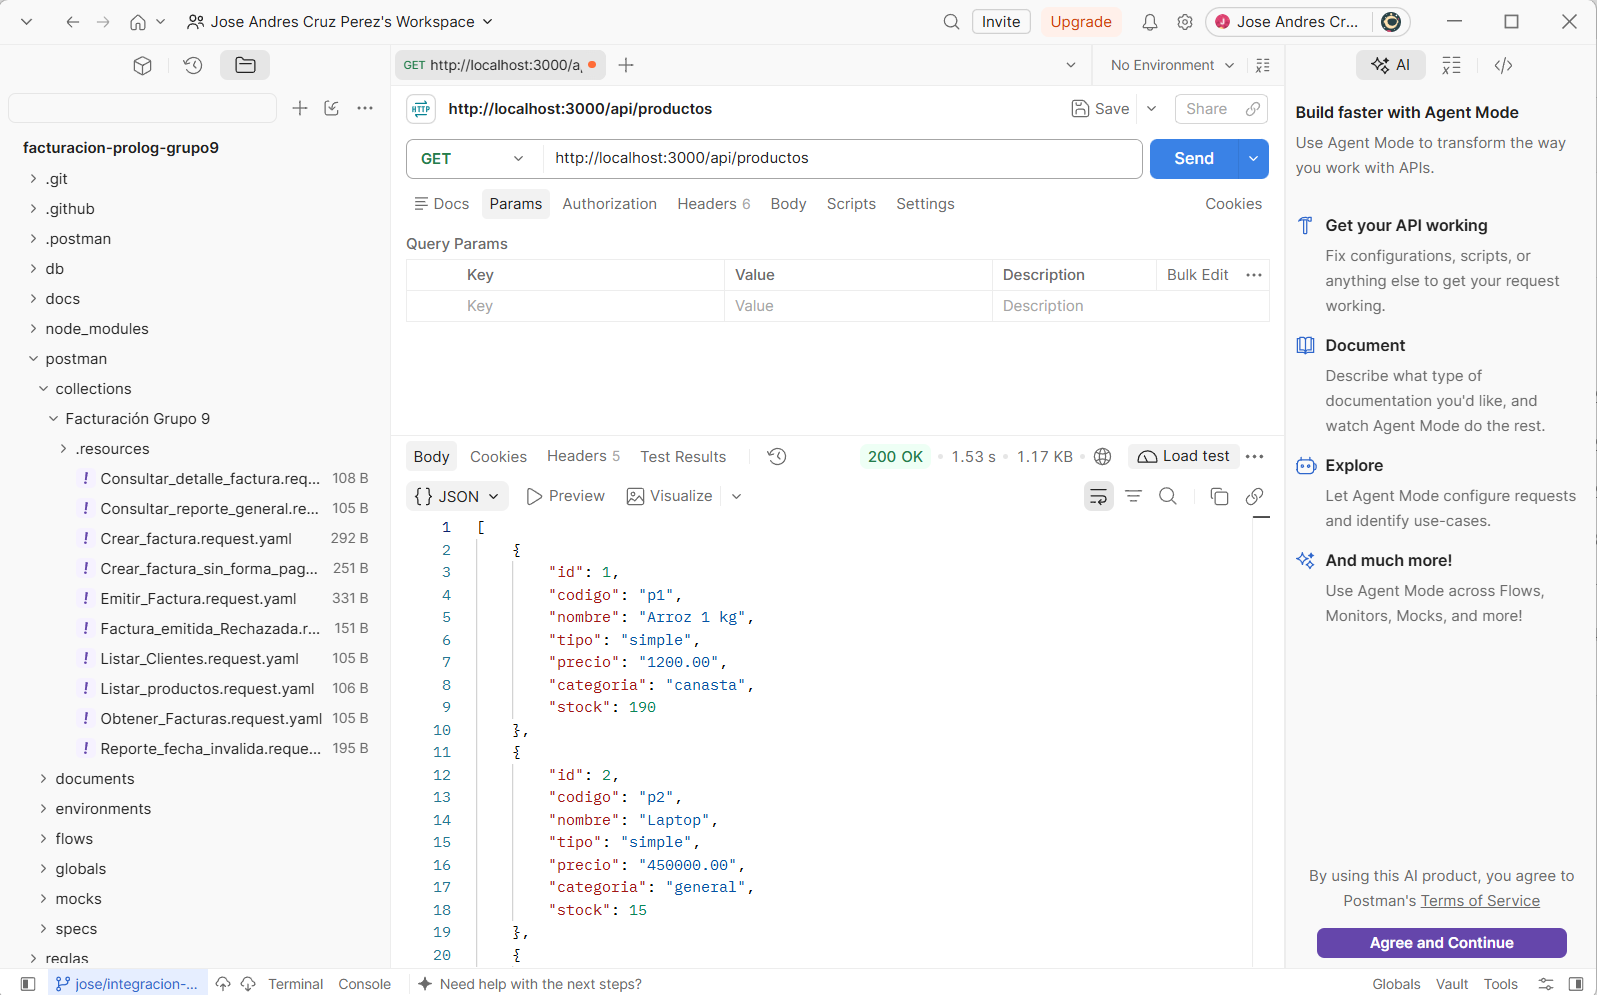 Jose Andres Cruz Perez's Workspace
Invite
Upgrade
Jose Andres Cr...
GET http://localhost:3000/a
No Environment
AI
http://localhost:3000/api/productos
Save
Share
facturacion-prolog-grupo9
.git
.github
.postman
db
docs
node_modules
postman
collections
Facturación Grupo 9
.resources
Consultar_detalle_factura.req... 108 B
Consultar_reporte_general.re... 105 B
Crear_factura.request.yaml 292 B
Crear_factura_sin_forma_pag... 251 B
Emitir_Factura.request.yaml 331 B
Factura_emitida_Rechazada.r... 151 B
Listar_Clientes.request.yaml 105 B
Listar_productos.request.yaml 106 B
Obtener_Facturas.request.yaml 105 B
Reporte_fecha_invalida.reque... 195 B
documents
environments
flows
globals
mocks
specs
reglas
GET
http://localhost:3000/api/productos
Send
Docs
Params
Authorization
Headers 6
Body
Scripts
Settings
Cookies
Query Params
Key Value Description Bulk Edit
Key Value Description
Body
Cookies
Headers 5
Test Results
200 OK
1.53 s
1.17 KB
Load test
{} JSON
Preview
Visualize
1 [
2 {
3 "id": 1,
4 "codigo": "p1",
5 "nombre": "Arroz 1 kg",
6 "tipo": "simple",
7 "precio": "1200.00",
8 "categoria": "canasta",
9 "stock": 190
10 },
11 {
12 "id": 2,
13 "codigo": "p2",
14 "nombre": "Laptop",
15 "tipo": "simple",
16 "precio": "450000.00",
17 "categoria": "general",
18 "stock": 15
19 },
20 {
Build faster with Agent Mode
Use Agent Mode to transform the way
you work with APIs.
Get your API working
Fix configurations, scripts, or
anything else to get your request
working.
Document
Describe what type of
documentation you'd like, and
watch Agent Mode do the rest.
Explore
Let Agent Mode configure requests
and identify use-cases.
And much more!
Use Agent Mode across Flows,
Monitors, Mocks, and more!
By using this AI product, you agree to
Postman's Terms of Service
Agree and Continue
jose/integracion-...
Terminal
Console
Need help with the next steps?
Globals
Vault
Tools